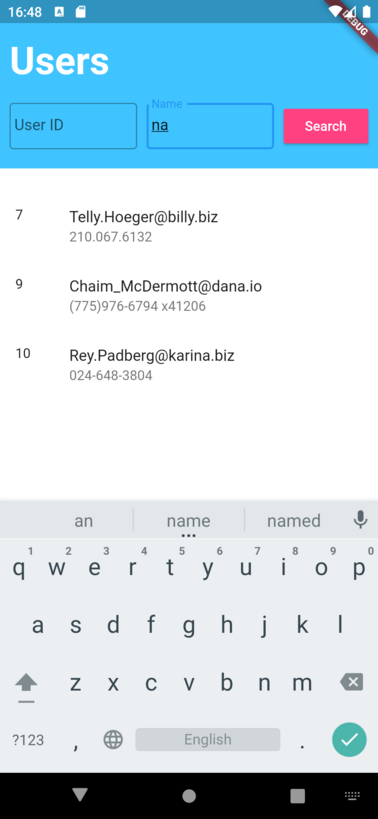 16:48
A
DEBUG
Users
User ID
Name
na
Search
7
Telly.Hoeger@billy.biz
210.067.6132
9
Chaim_McDermott@dana.io
(775)976-6794 x41206
10
Rey.Padberg@karina.biz
024-648-3804
an name named
1 2 3 4 5 6 7 8 9 0
q w e r t y u i o p
a s d f g h j k l
z x c v b n m
?123 , English .